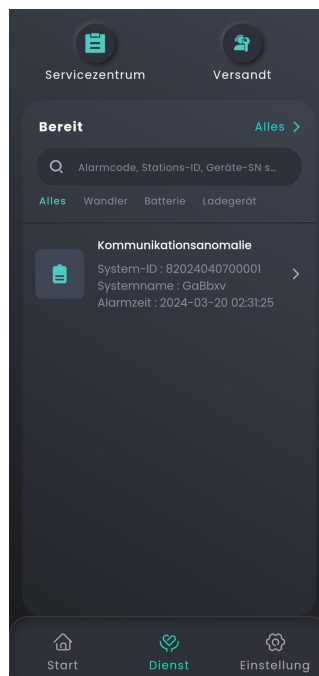 Servicezentrum Versandt
Bereit Alles
Alarmcode, Stations-ID, Geräte-SN s…
Alles Wandler Batterie Ladegerät
Kommunikationsanomalie
System-ID : 82024040700001
Systemname : GaBbxv
Alarmzeit : 2024-03-20 02:31:25
Start Dienst Einstellung